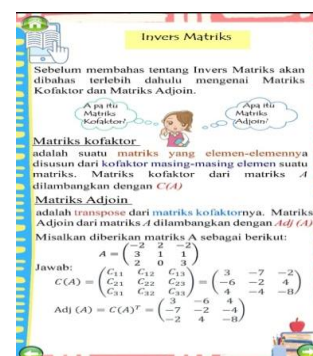 Invers Matriks
Sebelum membahas tentang Invers Matriks akan
dibahas terlebih dahulu mengenai Matriks
Kofaktor dan Matriks Adjoin.
Apa itu
Matriks
Kofaktor?
Apa itu
Matriks
Adjoin?
Matriks kofaktor
adalah suatu matriks yang elemen-elemennya
disusun dari kofaktor masing-masing elemen suatu
matriks. Matriks kofaktor dari matriks A
dilambangkan dengan C(A)
Matriks Adjoin
adalah transpose dari matriks kofaktornya. Matriks
Adjoin dari matriks A dilambangkan dengan Adj (A)
Misalkan diberikan matriks A sebagai berikut:
A = (−2 2 −2
3 1 1
2 0 3)
Jawab:
C(A) = (C11 C12 C13
C21 C22 C23
C31 C32 C33) = (3 −7 −2
−6 −2 4
4 −4 −8)
Adj (A) = C(A)^T = (3 −6 4
−7 −2 −4
−2 4 −8)